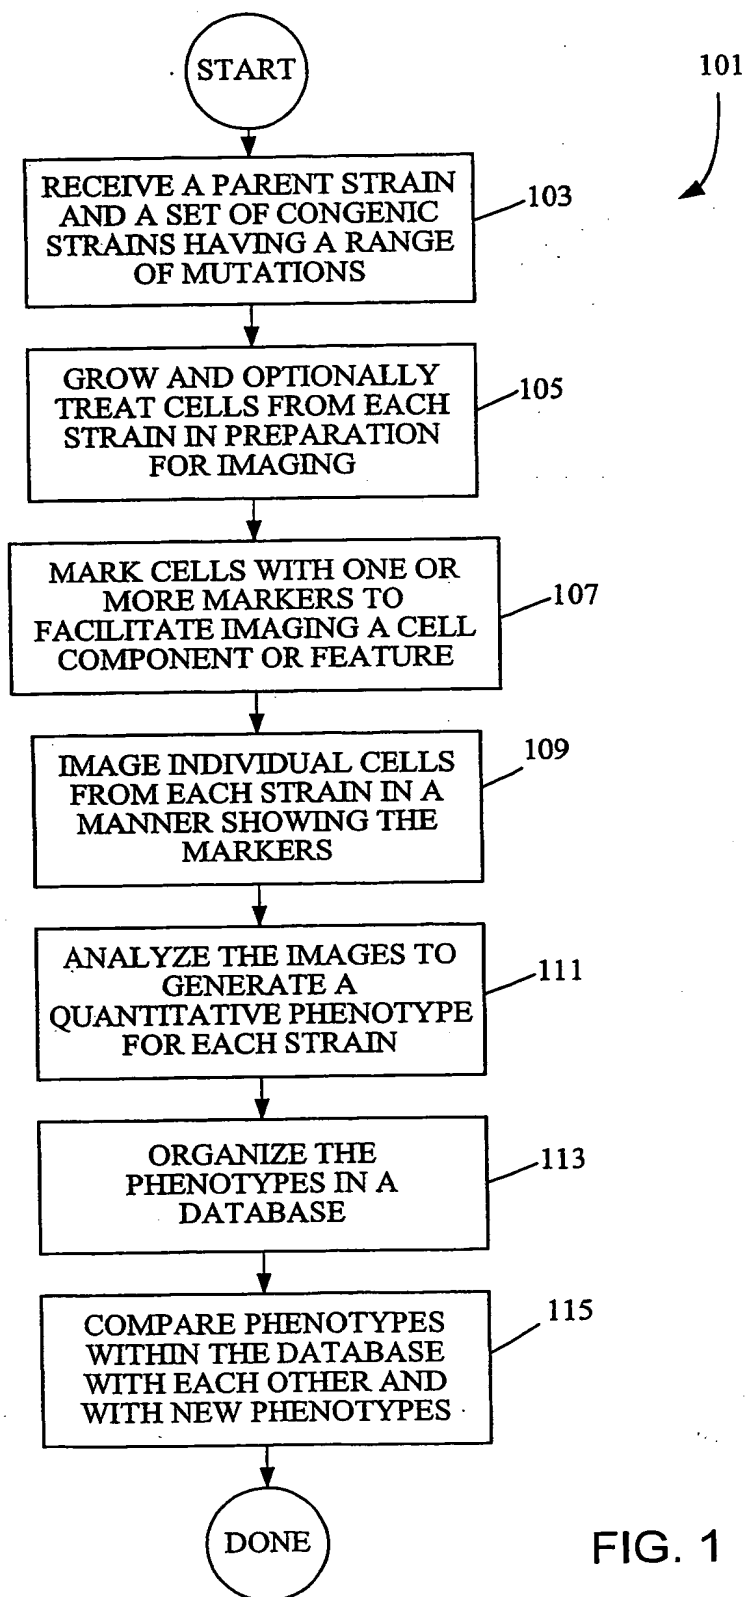 START
101
RECEIVE A PARENT STRAIN
AND A SET OF CONGENIC
STRAINS HAVING A RANGE
OF MUTATIONS
103
GROW AND OPTIONALLY
TREAT CELLS FROM EACH
STRAIN IN PREPARATION
FOR IMAGING
105
MARK CELLS WITH ONE OR
MORE MARKERS TO
FACILITATE IMAGING A CELL
COMPONENT OR FEATURE
107
IMAGE INDIVIDUAL CELLS
FROM EACH STRAIN IN A
MANNER SHOWING THE
MARKERS
109
ANALYZE THE IMAGES TO
GENERATE A
QUANTITATIVE PHENOTYPE
FOR EACH STRAIN
111
ORGANIZE THE
PHENOTYPES IN A
DATABASE
113
COMPARE PHENOTYPES
WITHIN THE DATABASE
WITH EACH OTHER AND
WITH NEW PHENOTYPES
115
DONE
FIG. 1